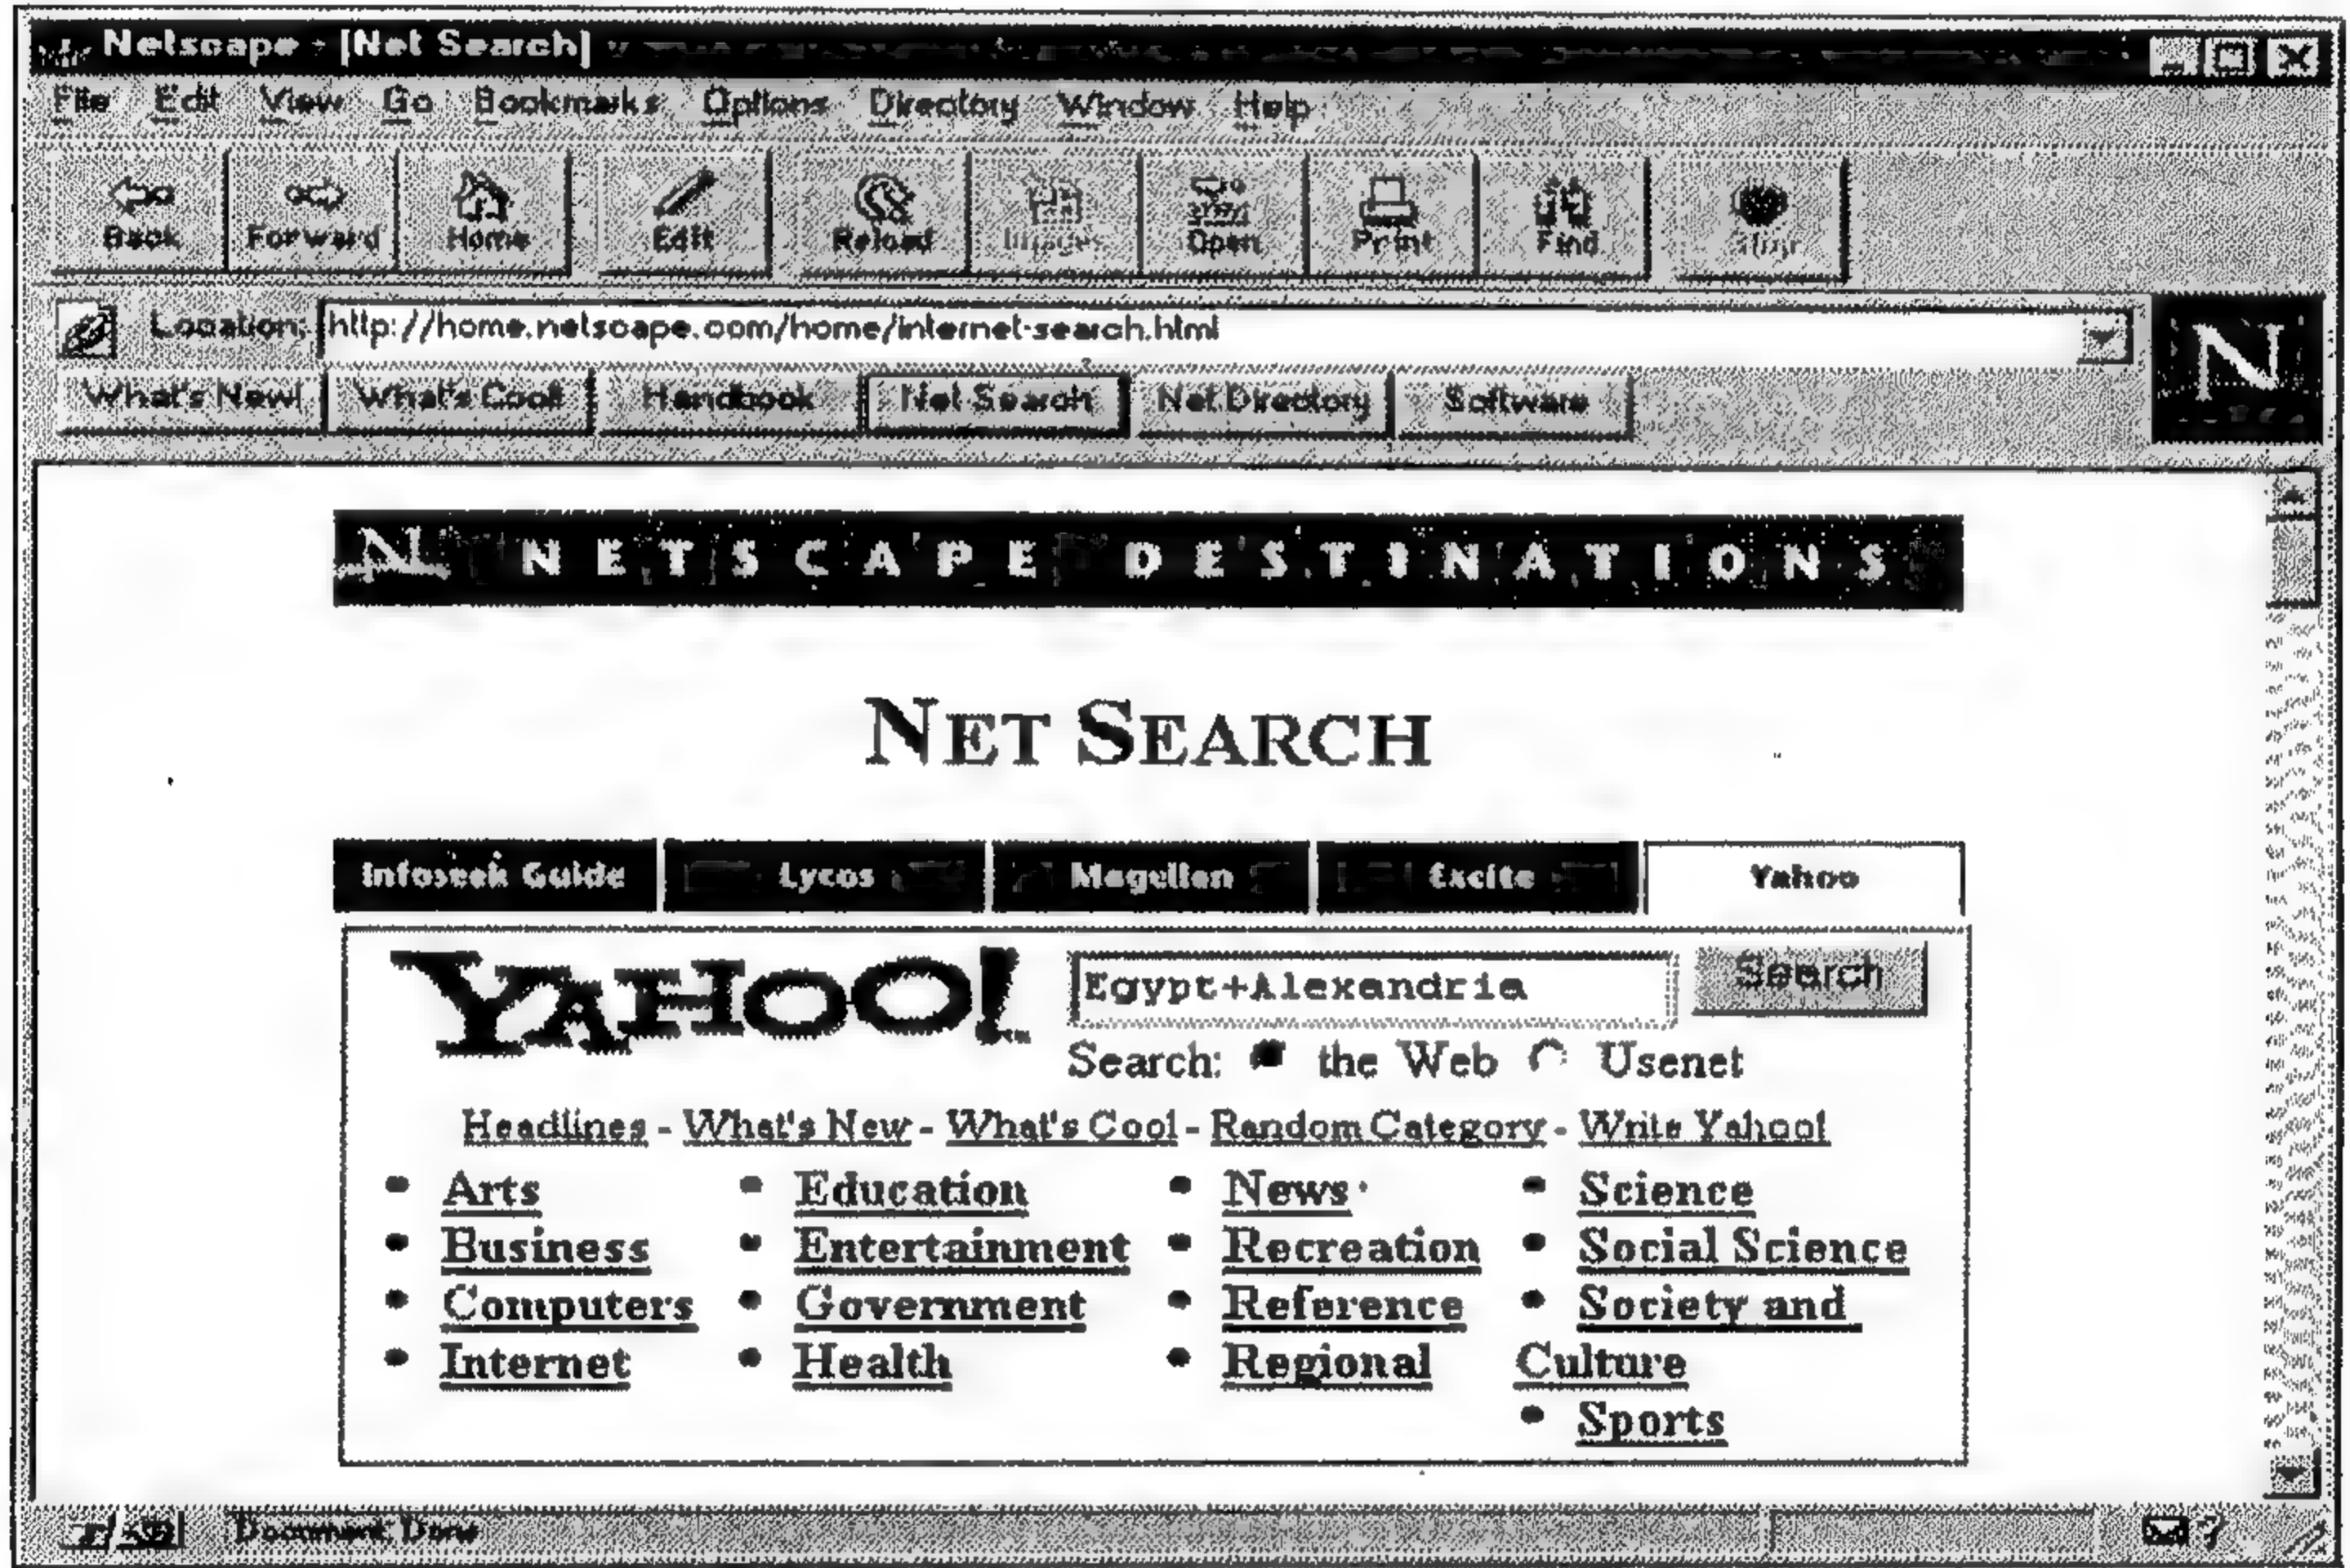 Netscape - [Net Search]
File Edit View Go Bookmarks Options Directory Window Help
Back Forward Home Edit Reload Images Open Print Find Stop
Location: http://home.netscape.com/home/internet-search.html
N
What's New! What's Cool! Handbook Net Search Net Directory Software
N NETSCAPE DESTINATIONS
NET SEARCH
Infoseek Guide Lycos Magellan Excite Yahoo
YAHOO! Egypt+Alexandria Search
Search: the Web Usenet
Headlines - What's New - What's Cool - Random Category - Write Yahoo!
• Arts • Education • News • Science
• Business • Entertainment • Recreation • Social Science
• Computers • Government • Reference • Society and
• Internet • Health • Regional Culture
• Sports
Document: Done
?